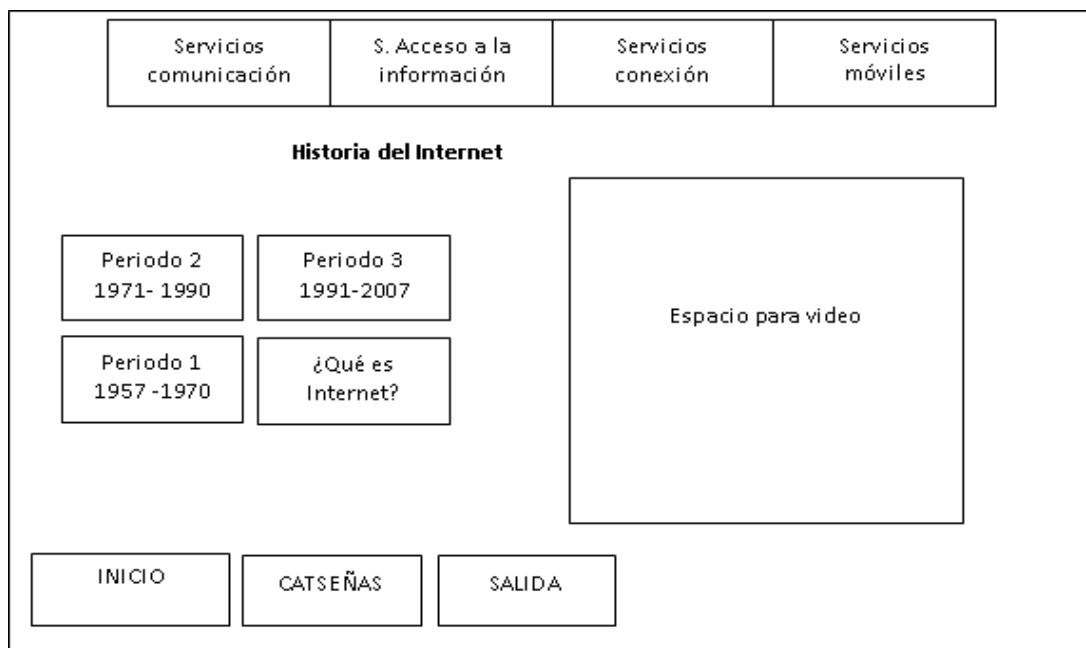 Servicios
comunicación
S. Acceso a la
información
Servicios
conexión
Servicios
móviles
Historia del Internet
Periodo 2
1971- 1990
Periodo 3
1991-2007
Espacio para video
Periodo 1
1957 -1970
¿Qué es
Internet?
INICIO
CATSEÑAS
SALIDA